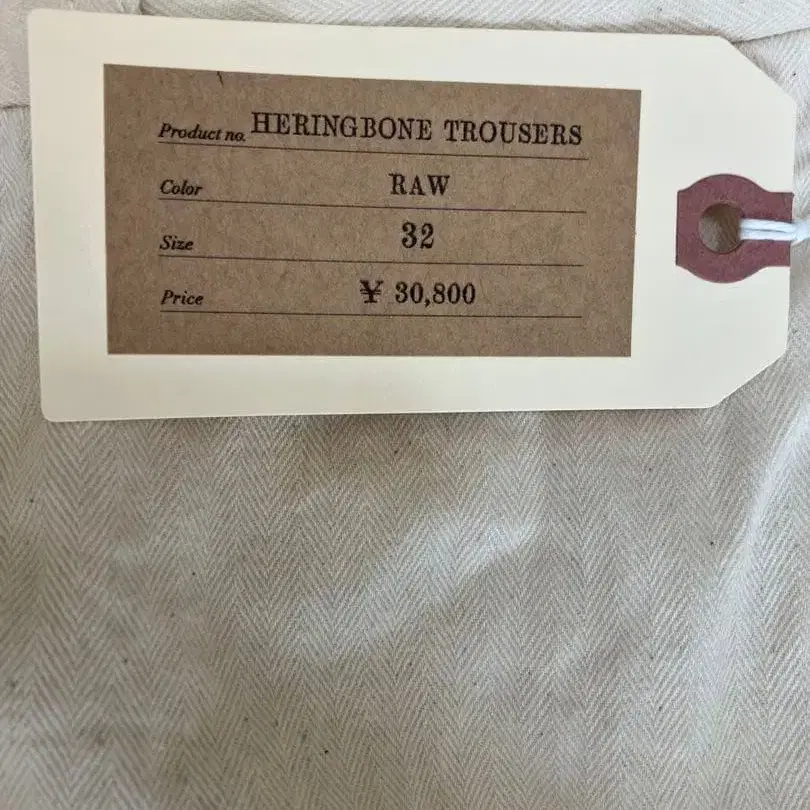 Product no. HERINGBONE TROUSERS
Color RAW
Size 32
Price ¥ 30,800